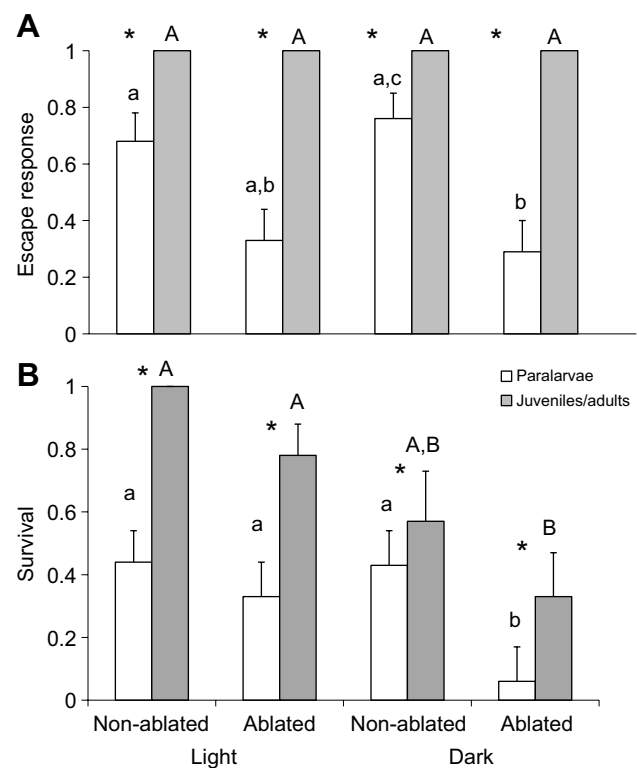 A
* A * A * A * A
1
a
a,c
0.8
0.6
a,b
b
0.4
0.2
0
Escape response
B
* A
Paralarvae
Juveniles/adults
1
A
*
A,B
0.8
*
a
a
a
B
*
0.6
b
0.4
0.2
0
Survival
Non-ablated Ablated Non-ablated Ablated
Light Dark